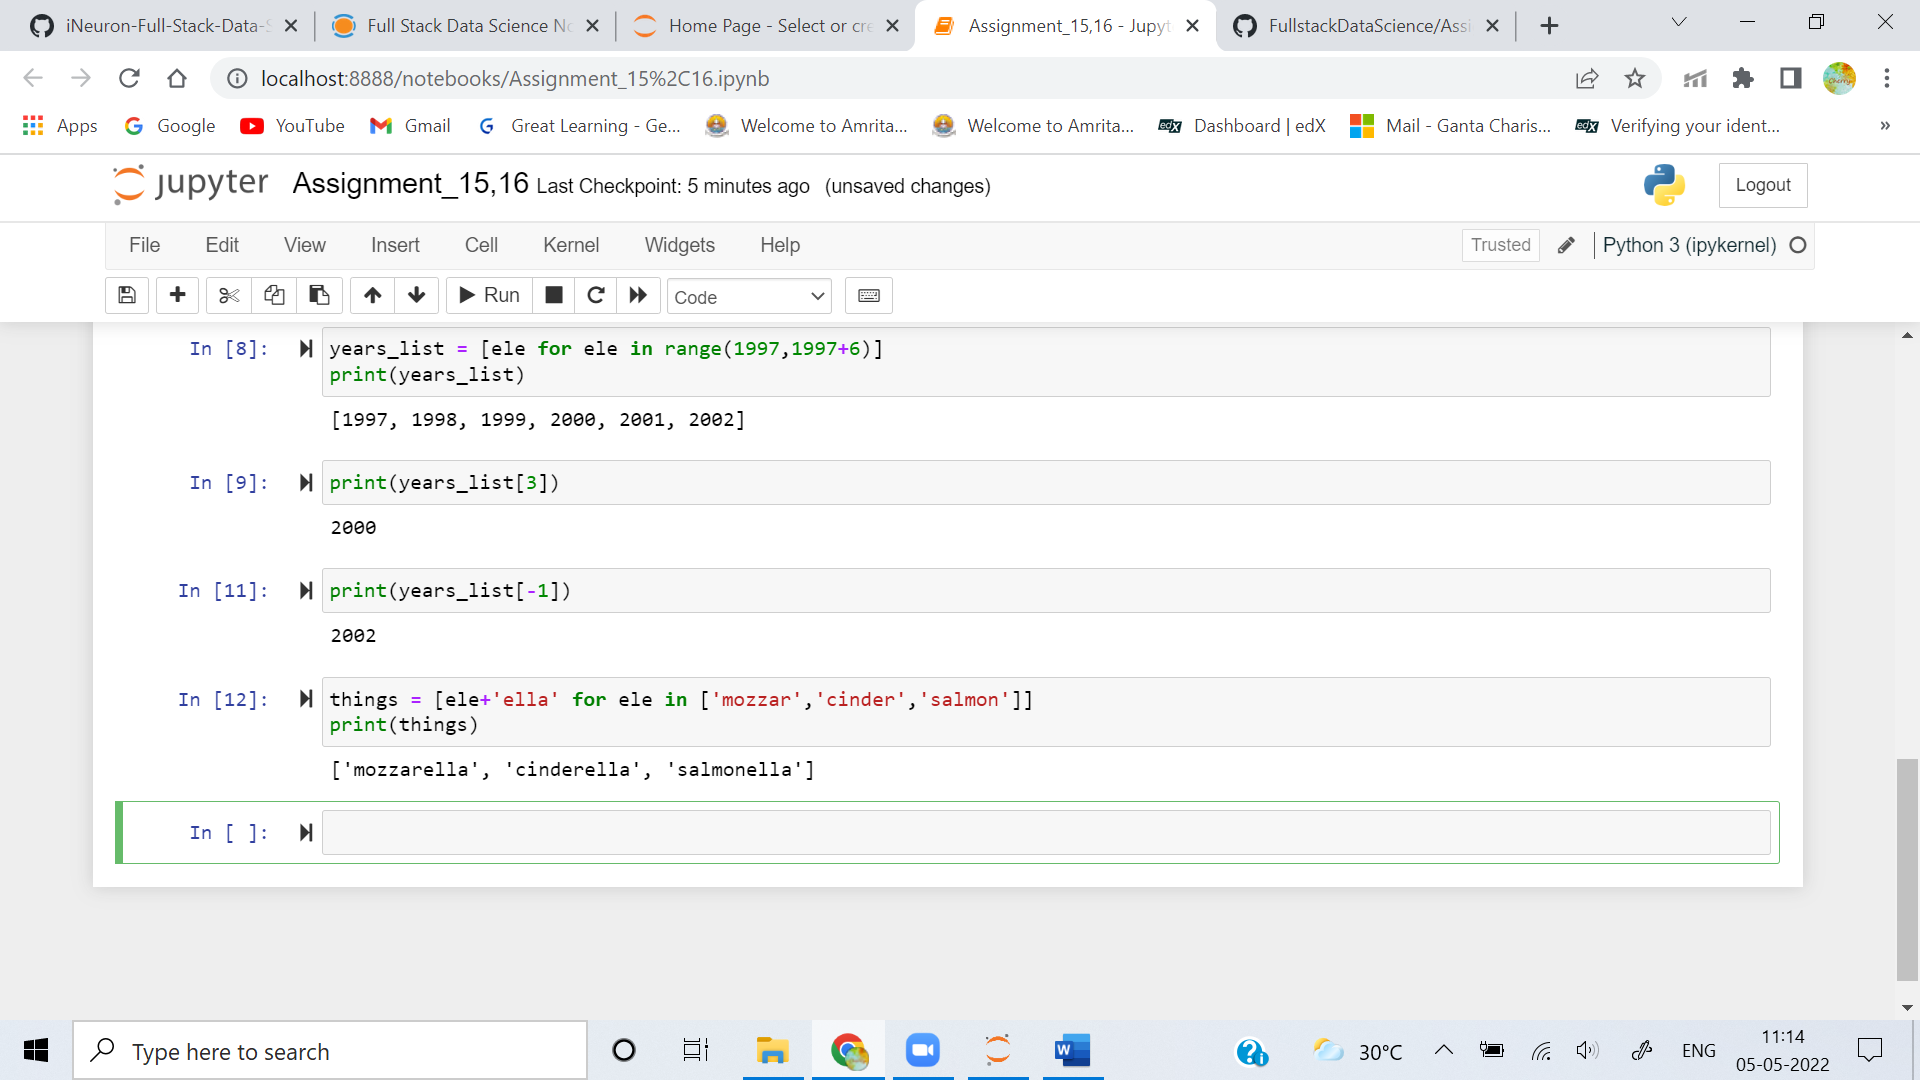 iNeuron-Full-Stack-Data-S
Full Stack Data Science No
Home Page - Select or cre
Assignment_15,16 - Jupyt
FullstackDataScience/Assi
localhost:8888/notebooks/Assignment_15%2C16.ipynb
Apps
Google
YouTube
Gmail
Great Learning - Ge...
Welcome to Amrita...
Welcome to Amrita...
edX
Dashboard | edX
Mail - Ganta Charis...
edX
Verifying your ident...
»
jupyter
Assignment_15,16 Last Checkpoint: 5 minutes ago (unsaved changes)
Logout
File Edit View Insert Cell Kernel Widgets Help
Trusted
Python 3 (ipykernel)
Run
Code
In [8]:
years_list = [ele for ele in range(1997,1997+6)]
print(years_list)
[1997, 1998, 1999, 2000, 2001, 2002]
In [9]:
print(years_list[3])
2000
In [11]:
print(years_list[-1])
2002
In [12]:
things = [ele+'ella' for ele in ['mozzar','cinder','salmon']]
print(things)
['mozzarella', 'cinderella', 'salmonella']
In [ ]:
Type here to search
30°C
ENG
11:14
05-05-2022